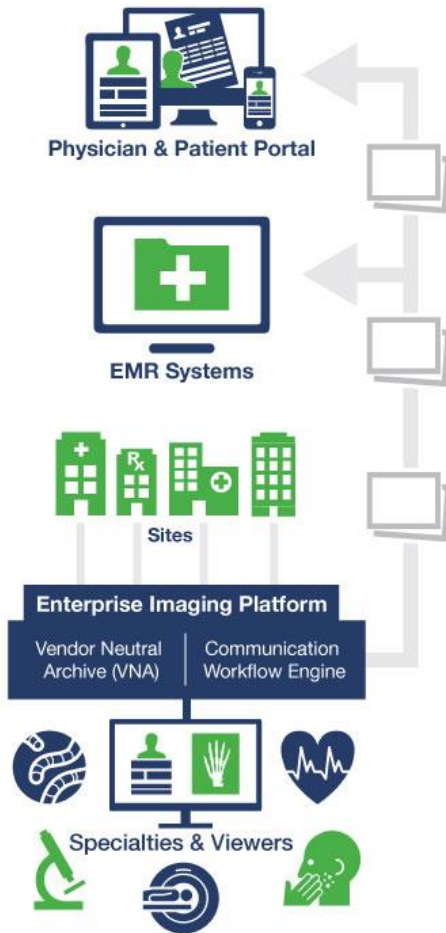 Physician & Patient Portal
EMR Systems
Rx
Sites
Enterprise Imaging Platform
Vendor Neutral
Archive (VNA)
Communication
Workflow Engine
Specialties & Viewers